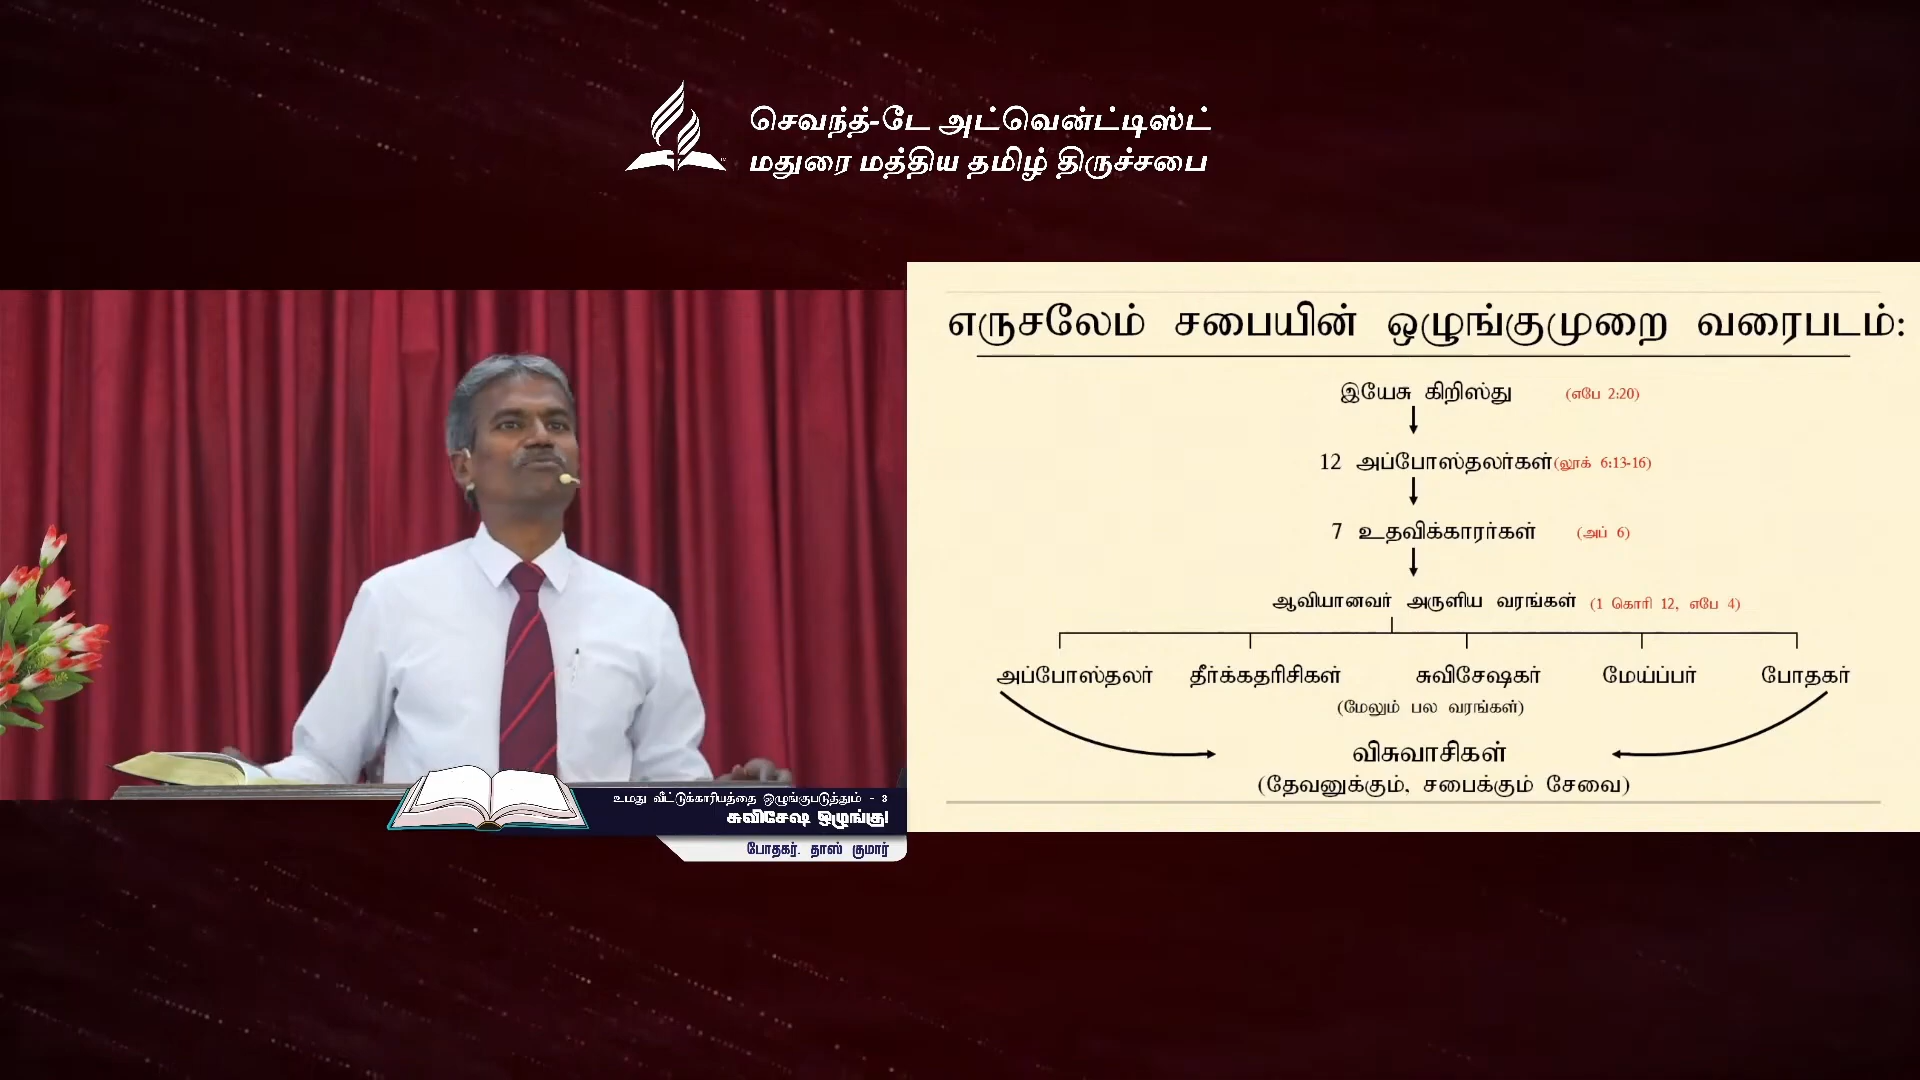 செவந்த்-டே அட்வென்ட்டிஸ்ட்
மதுரை மத்திய தமிழ் திருச்சபை
எருசலேம் சபையின் ஒழுங்குமுறை வரைபடம்:
இயேசு கிறிஸ்து (எபே 2:20)
12 அப்போஸ்தலர்கள் (லூக் 6:13-16)
7 உதவிக்காரர்கள் (அப் 6)
ஆவியானவர் அருளிய வரங்கள் (1 கொரி 12, எபே 4)
அப்போஸ்தலர் தீர்க்கதரிசிகள் சுவிசேஷகர் மேய்ப்பர் போதகர்
(மேலும் பல வரங்கள்)
விசுவாசிகள்
(தேவனுக்கும், சபைக்கும் சேவை)
உமது வீட்டுக்காரியத்தை ஒழுங்குபடுத்தும் - 3
சுவிசேஷ ஒழுங்கு!
போதகர். தாஸ் குமார்